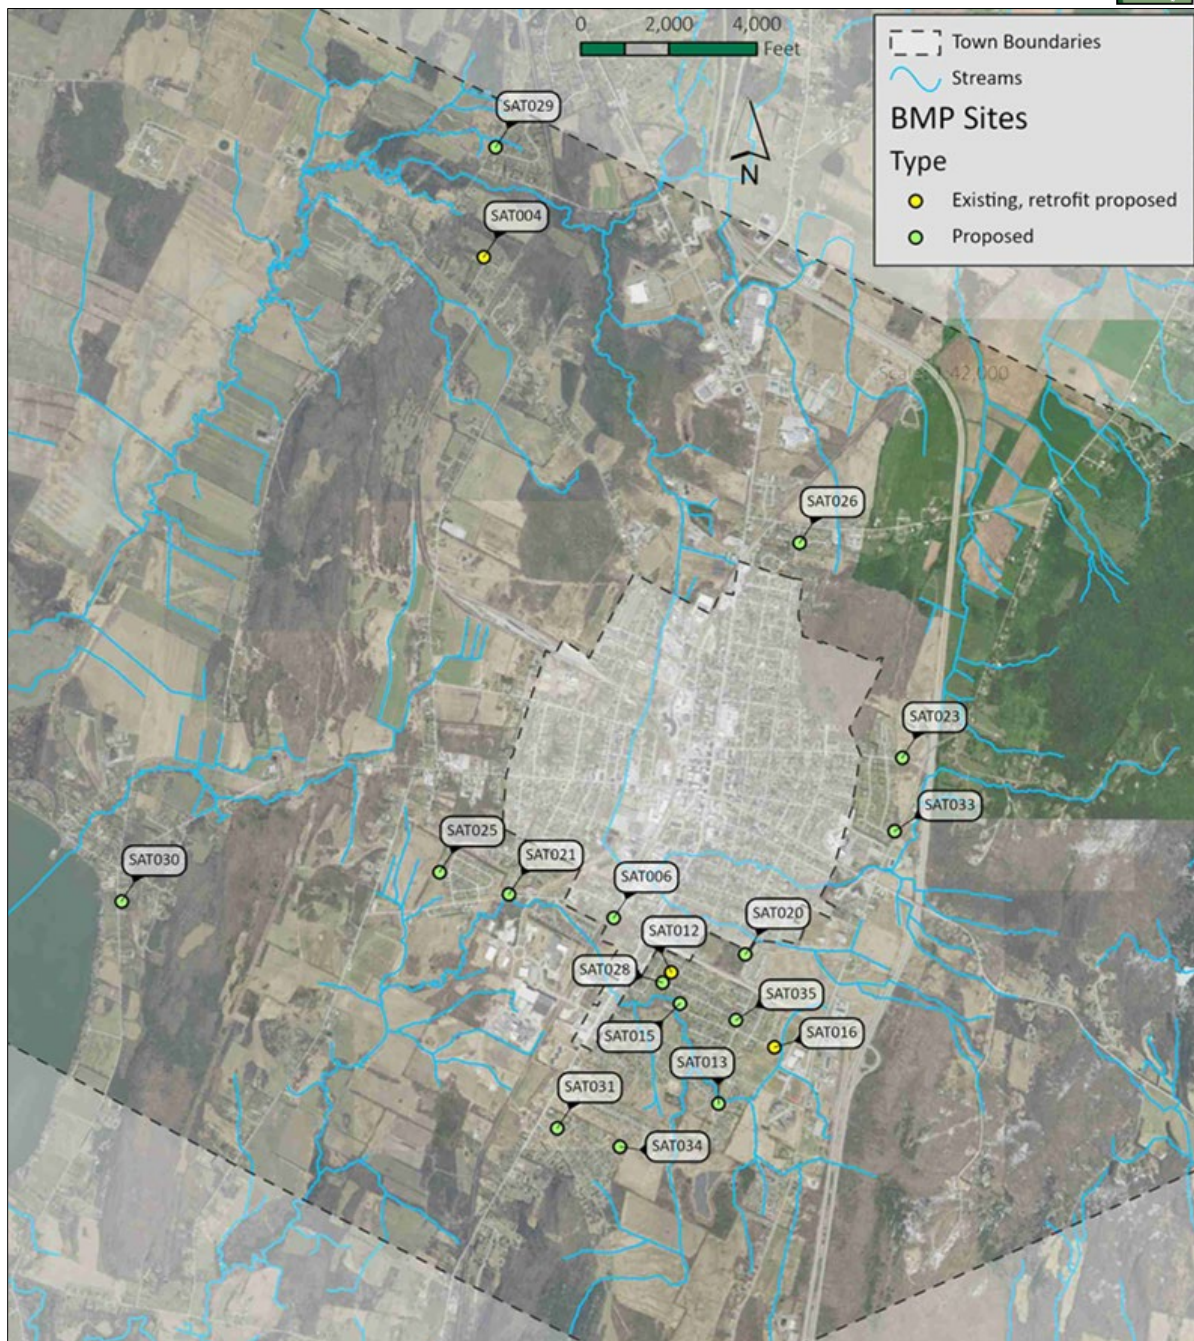 0 2,000 4,000
Feet
Town Boundaries
Streams
BMP Sites
Type
Existing, retrofit proposed
Proposed
SAT029
N
SAT004
SAT026
SAT023
SAT033
SAT025
SAT021
SAT030
SAT006
SAT020
SAT012
SAT028
SAT035
SAT015
SAT016
SAT013
SAT031
SAT034